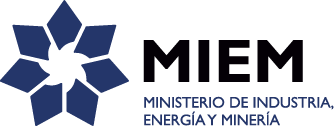 MIEM
MINISTERIO DE INDUSTRIA,
ENERGÍA Y MINERÍA